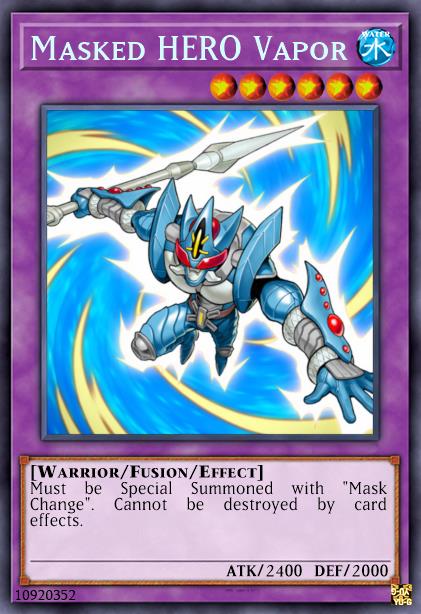 Masked HERO Vapor
WATER
水
[Warrior/Fusion/Effect]
Must be Special Summoned with "Mask
Change". Cannot be destroyed by card
effects.
ATK/2400 DEF/2000
10920352